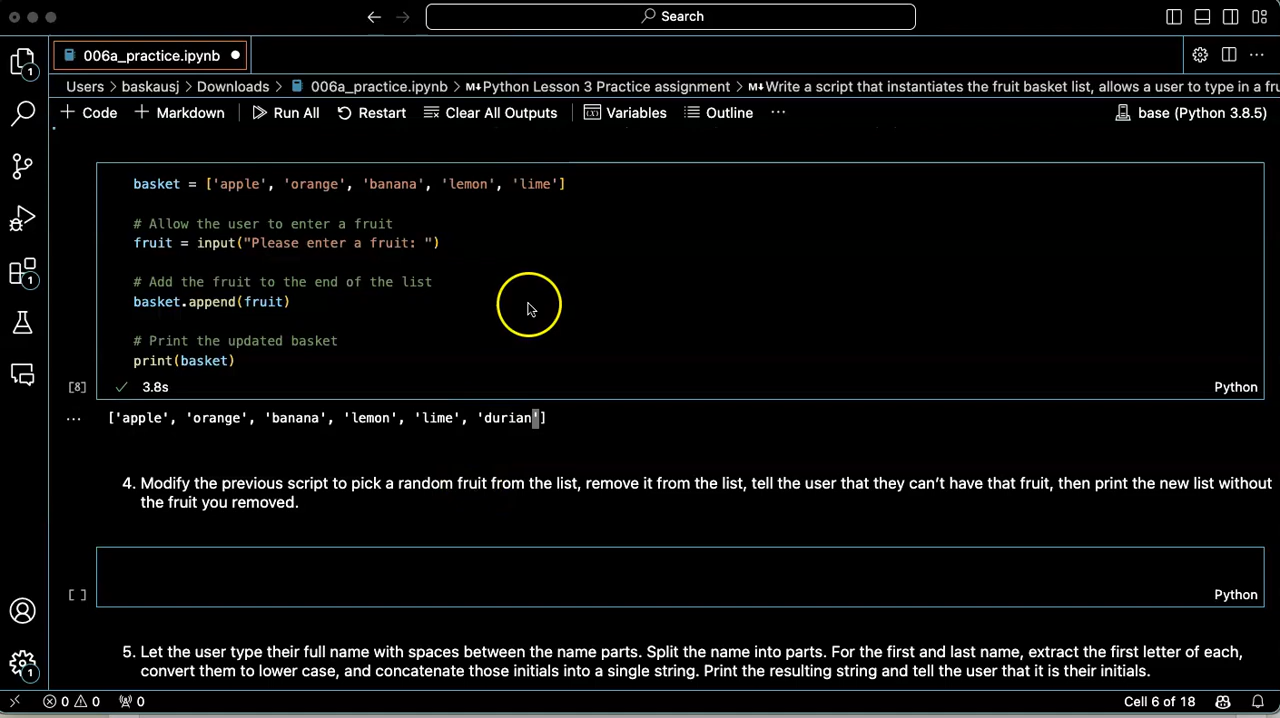 Search
006a_practice.ipynb
Users > baskausj > Downloads > 006a_practice.ipynb > M↓Python Lesson 3 Practice assignment > M↓Write a script that instantiates the fruit basket list, allows a user to type in a fru
+ Code + Markdown Run All Restart Clear All Outputs Variables Outline ... base (Python 3.8.5)
basket = ['apple', 'orange', 'banana', 'lemon', 'lime']
# Allow the user to enter a fruit
fruit = input("Please enter a fruit: ")
# Add the fruit to the end of the list
basket.append(fruit)
# Print the updated basket
print(basket)
[8] ✓ 3.8s Python
... ['apple', 'orange', 'banana', 'lemon', 'lime', 'durian']
4. Modify the previous script to pick a random fruit from the list, remove it from the list, tell the user that they can't have that fruit, then print the new list without
the fruit you removed.
[ ] Python
5. Let the user type their full name with spaces between the name parts. Split the name into parts. For the first and last name, extract the first letter of each,
convert them to lower case, and concatenate those initials into a single string. Print the resulting string and tell the user that it is their initials.
1
1
1
0 0 0 Cell 6 of 18